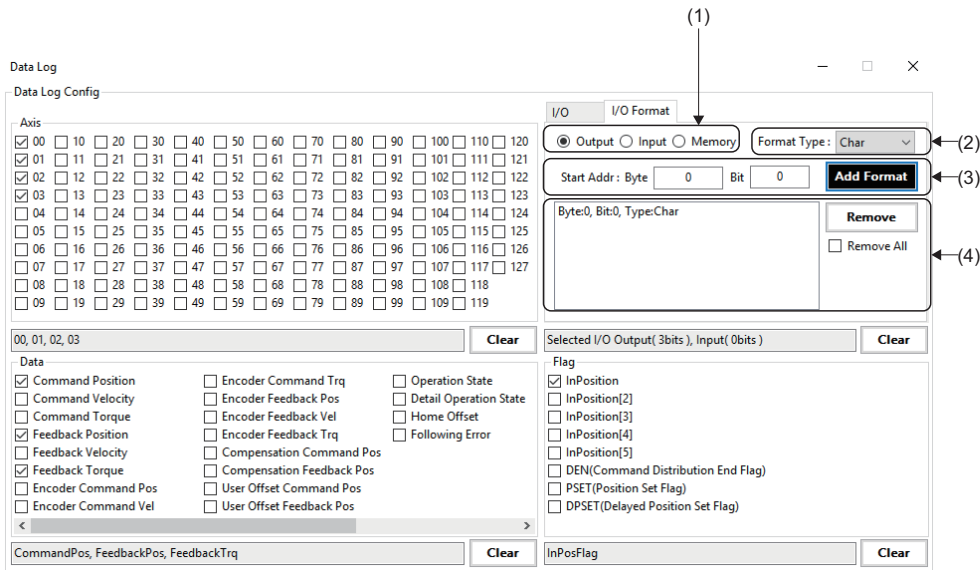 (1)
Data Log
Data Log Config
I/O I/O Format
Axis
00 10 20 30 40 50 60 70 80 90 100 110 120
01 11 21 31 41 51 61 71 81 91 101 111 121
02 12 22 32 42 52 62 72 82 92 102 112 122
03 13 23 33 43 53 63 73 83 93 103 113 123
04 14 24 34 44 54 64 74 84 94 104 114 124
05 15 25 35 45 55 65 75 85 95 105 115 125
06 16 26 36 46 56 66 76 86 96 106 116 126
07 17 27 37 47 57 67 77 87 97 107 117 127
08 18 28 38 48 58 68 78 88 98 108 118
09 19 29 39 49 59 69 79 89 99 109 119
Output Input Memory Format Type : Char (2)
Start Addr : Byte 0 Bit 0 Add Format (3)
Byte:0, Bit:0, Type:Char
Remove
Remove All
(4)
00, 01, 02, 03 Clear
Selected I/O Output( 3bits ), Input( 0bits ) Clear
Data
Command Position Encoder Command Trq Operation State
Command Velocity Encoder Feedback Pos Detail Operation State
Command Torque Encoder Feedback Vel Home Offset
Feedback Position Encoder Feedback Trq Following Error
Feedback Velocity Compensation Command Pos
Feedback Torque Compensation Feedback Pos
Encoder Command Pos User Offset Command Pos
Encoder Command Vel User Offset Feedback Pos
Flag
InPosition
InPosition[2]
InPosition[3]
InPosition[4]
InPosition[5]
DEN(Command Distribution End Flag)
PSET(Position Set Flag)
DPSET(Delayed Position Set Flag)
CommandPos, FeedbackPos, FeedbackTrq Clear
InPosFlag Clear